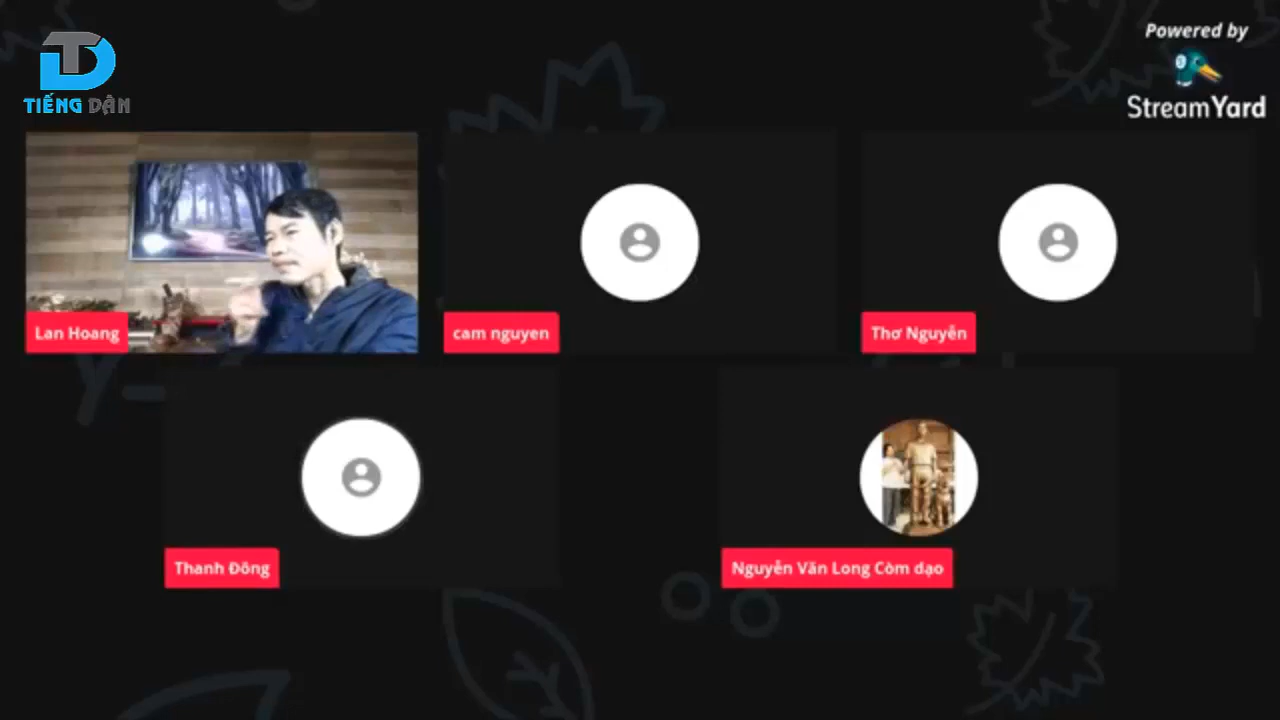 TIẾNG DÂN
Powered by
StreamYard
Lan Hoang
cam nguyen
Thơ Nguyễn
Thanh Đông
Nguyễn Văn Long Còm dạo